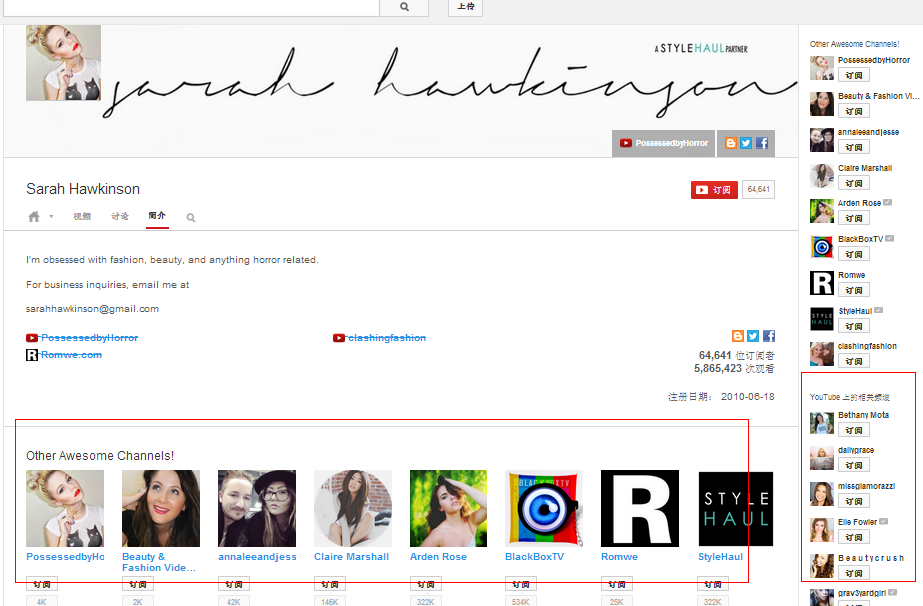 上传
A STYLEHAUL PARTNER
sarah hawkinson
PossessedbyHorror
Sarah Hawkinson
订阅 64,641
视频 讨论 简介
I'm obsessed with fashion, beauty, and anything horror related.
For business inquiries, email me at
sarahhawkinson@gmail.com
PossessedbyHorror clashingfashion
Romwe.com
64,641 位订阅者
5,865,423 次观看
注册日期: 2010-06-18
Other Awesome Channels!
BLACKBOXTV
STYLE
HAUL
PossessedbyHo
Beauty &
Fashion Vide...
annaleeandjess
Claire Marshall
Arden Rose
BlackBoxTV
Romwe
StyleHaul
订阅 订阅 订阅 订阅 订阅 订阅 订阅 订阅
4K 2K 42K 146K 322K 534K 25K 322K
Other Awesome Channels!
PossessedbyHorror
订阅
Beauty & Fashion Vi...
订阅
annaleeandjesse
订阅
Claire Marshall
订阅
Arden Rose
订阅
BlackBoxTV
订阅
Romwe
订阅
StyleHaul
订阅
clashingfashion
订阅
YouTube 上的相关频道
Bethany Mota
订阅
dailygrace
订阅
missglamorazzi
订阅
Elle Fowler
订阅
Beautycrush
订阅
grav3yardgirl